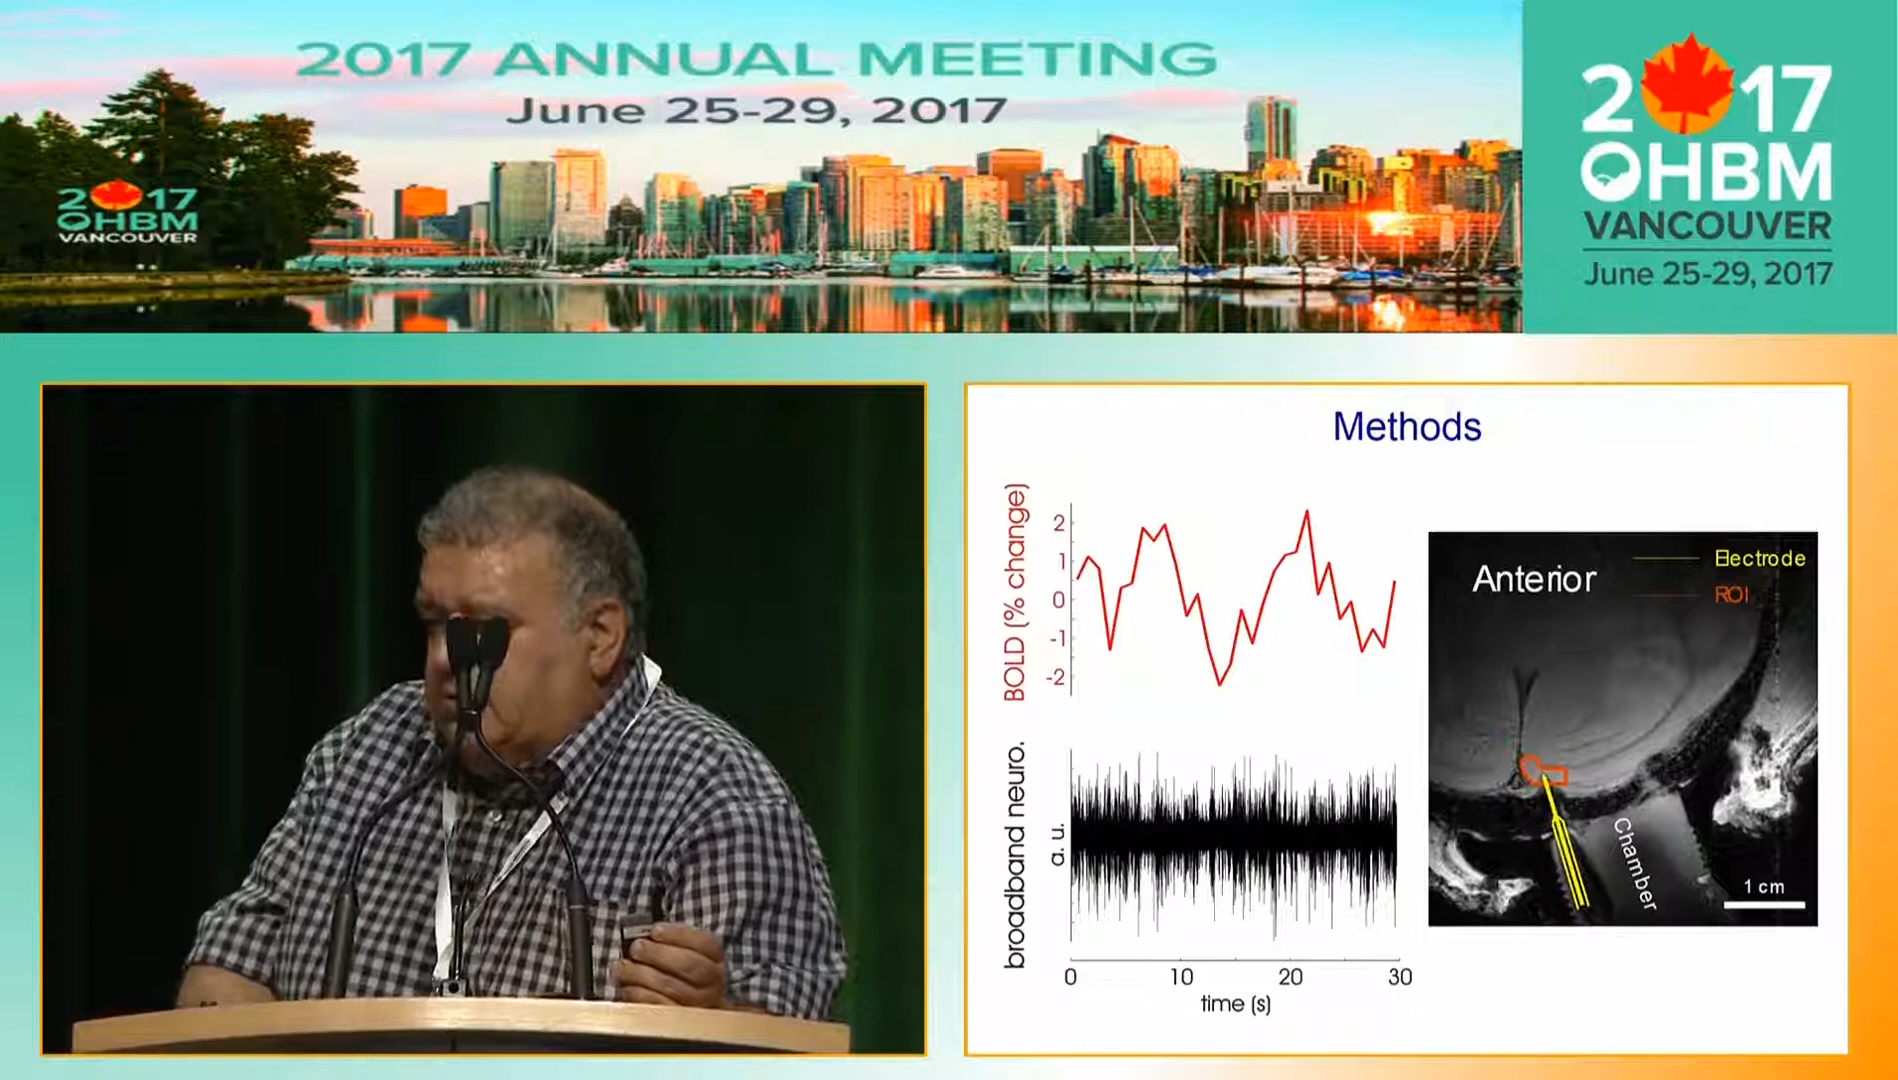 2017 ANNUAL MEETING
June 25-29, 2017
2017
OHBM
VANCOUVER
2017
OHBM
VANCOUVER
June 25-29, 2017
Methods
BOLD (% change)
2
1
0
-1
-2
broadband neuro.
a. u.
0 10 20 30
time (s)
Anterior
Electrode
ROI
Chamber
1 cm